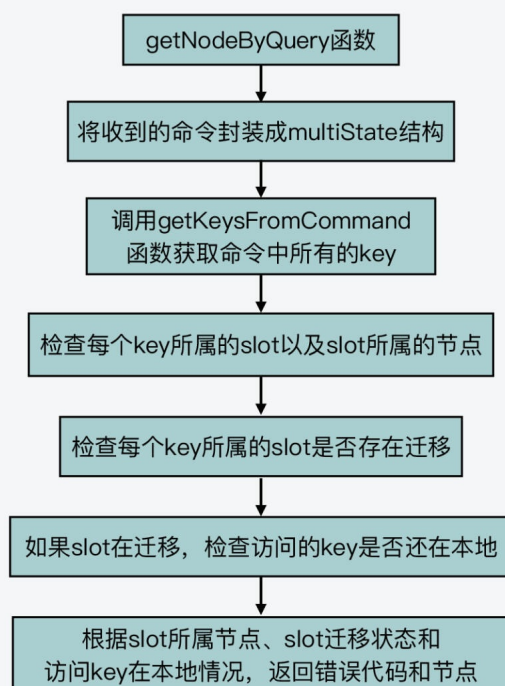 getNodeByQuery函数
将收到的命令封装成multiState结构
调用getKeysFromCommand
函数获取命令中所有的key
检查每个key所属的slot以及slot所属的节点
检查每个key所属的slot是否存在迁移
如果slot在迁移，检查访问的key是否还在本地
根据slot所属节点、slot迁移状态和
访问key在本地情况，返回错误代码和节点